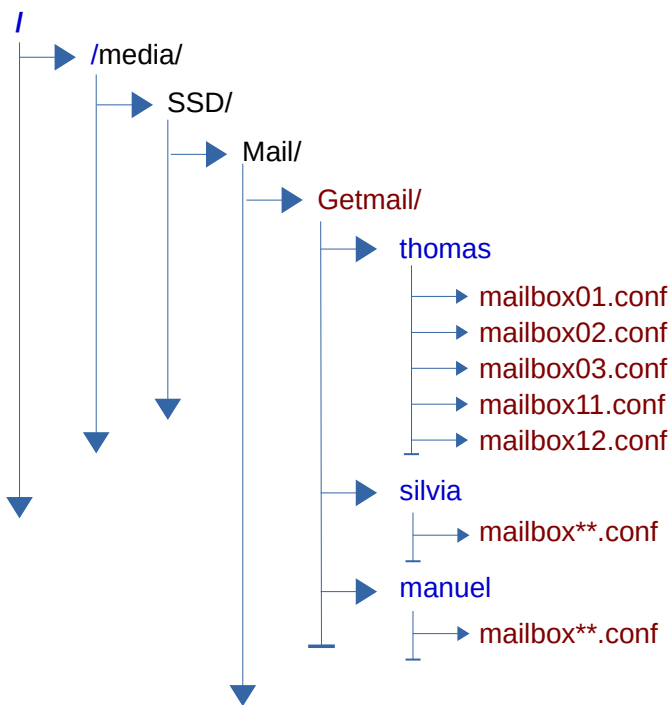 /
/media/
SSD/
Mail/
Getmail/
thomas
mailbox01.conf
mailbox02.conf
mailbox03.conf
mailbox11.conf
mailbox12.conf
silvia
mailbox**.conf
manuel
mailbox**.conf